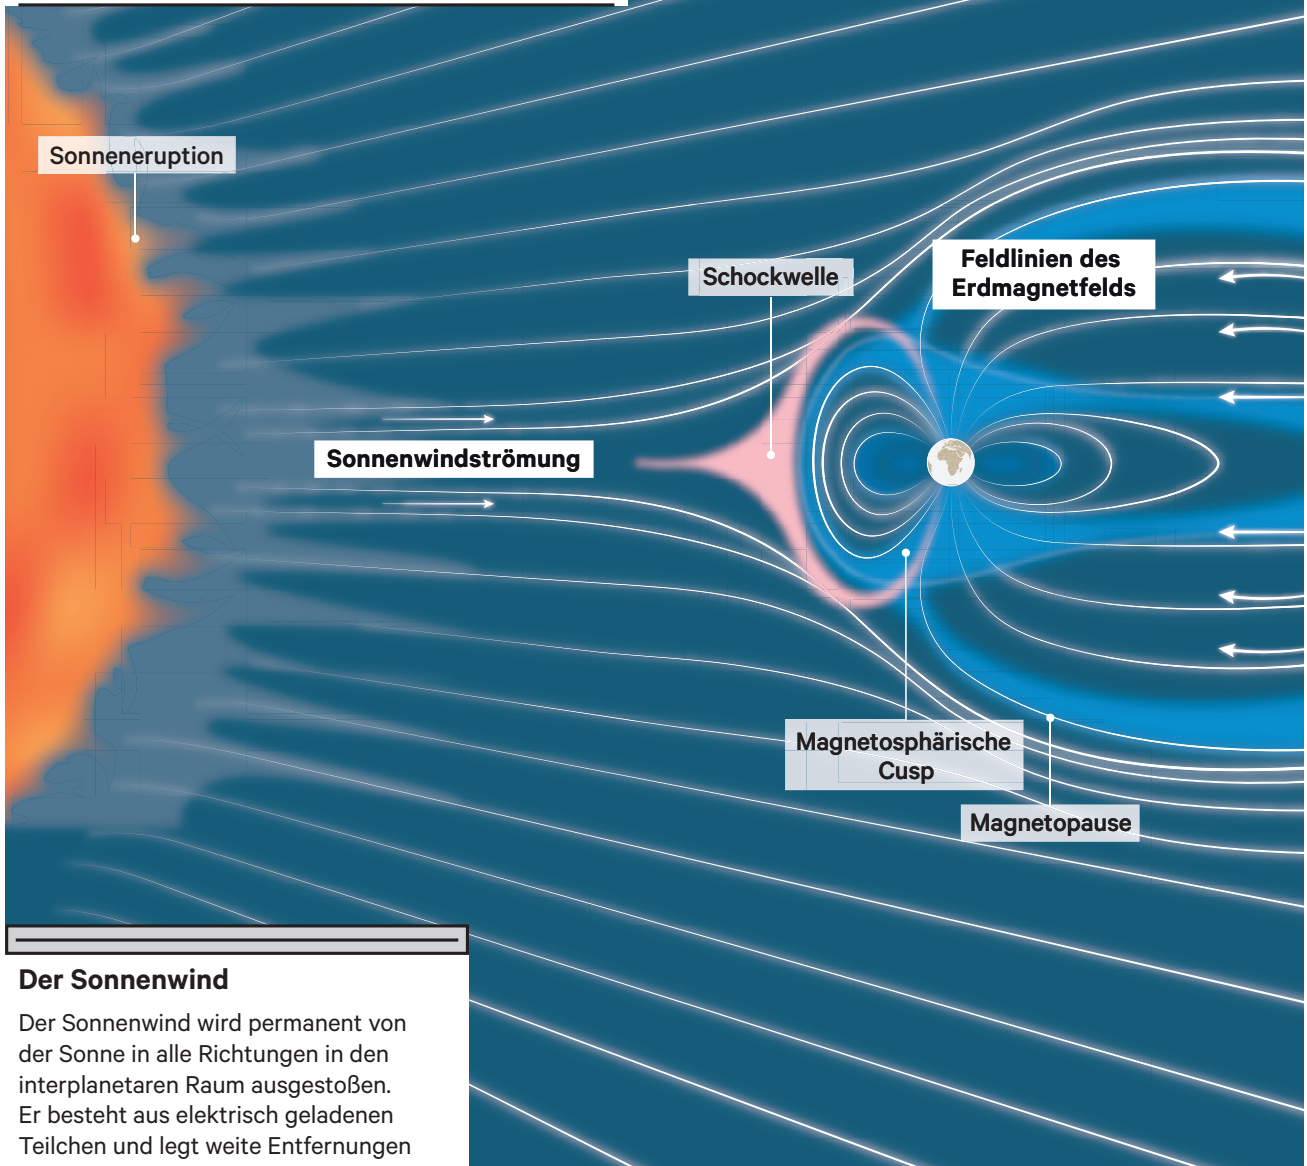 Sonneneruption
Schockwelle
Feldlinien des
Erdmagnetfelds
Sonnenwindströmung
Magnetosphärische
Cusp
Magnetopause
Der Sonnenwind
Der Sonnenwind wird permanent von
der Sonne in alle Richtungen in den
interplanetaren Raum ausgestoßen.
Er besteht aus elektrisch geladenen
Teilchen und legt weite Entfernungen